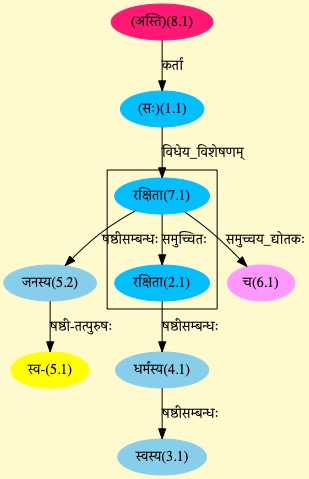 (अस्ति)(8.1)
कर्ता
(सः)(1.1)
विधेय_विशेषणम्
रक्षिता(7.1)
षष्ठीसम्बन्धः समुच्चितः समुच्चय_द्योतकः
जनस्य(5.2) रक्षिता(2.1) च(6.1)
षष्ठी-तत्पुरुषः षष्ठीसम्बन्धः
स्व-(5.1) धर्मस्य(4.1)
षष्ठीसम्बन्धः
स्वस्य(3.1)